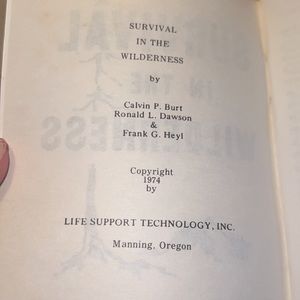 SURVIVAL
IN THE
WILDERNESS
by
Calvin P. Burt
Ronald L. Dawson
&
Frank G. Heyl
Copyright
1974
by
LIFE SUPPORT TECHNOLOGY, INC.
Manning, Oregon